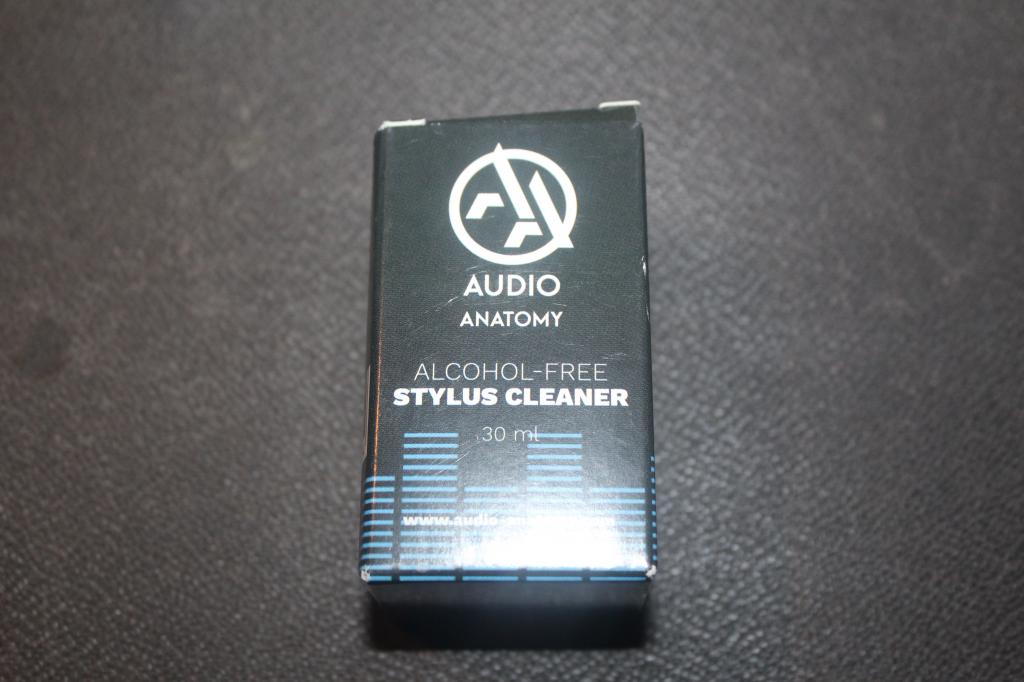 AUDIO
ANATOMY
ALCOHOL-FREE
STYLUS CLEANER
30 ml